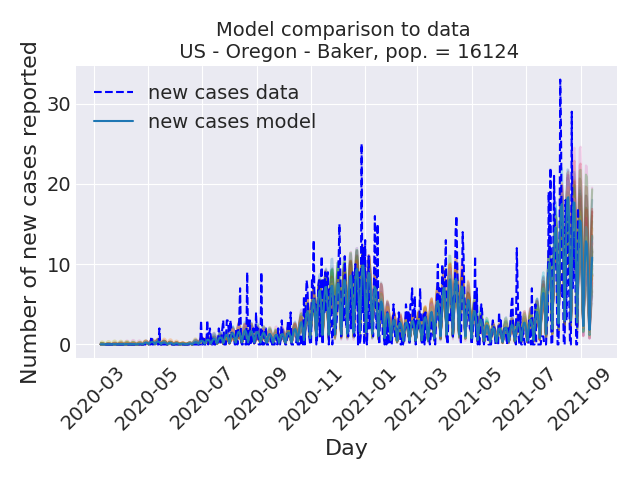 Model comparison to data
US - Oregon - Baker, pop. = 16124
Number of new cases reported
30
20
10
0
new cases data
new cases model
2020-03
2020-05
2020-07
2020-09
2020-11
2021-01
2021-03
2021-05
2021-07
2021-09
Day